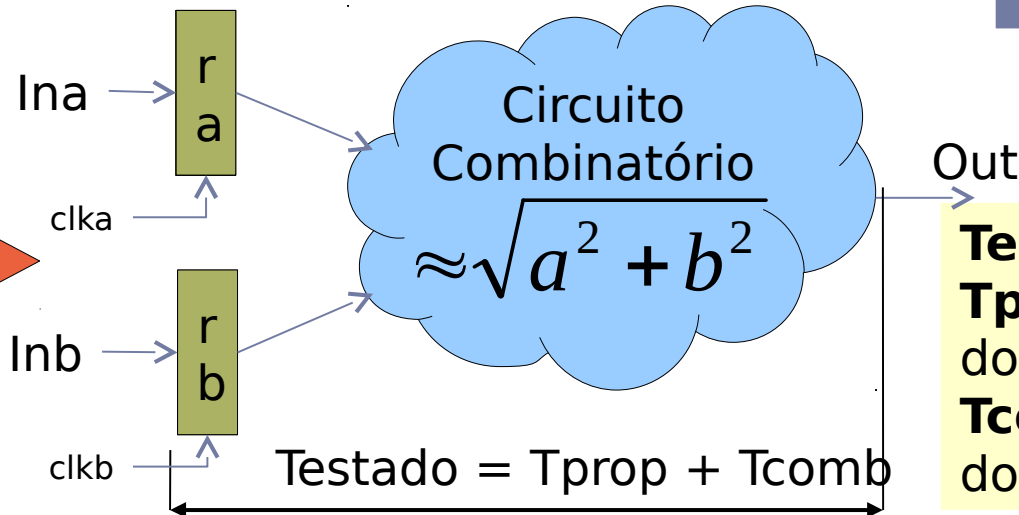 Ina
r
a
clka
Inb
r
b
clkb
Circuito
Combinatório
≈√a² + b²
Out
Te
Tp
do
Tc
do
Testado = Tprop + Tcomb